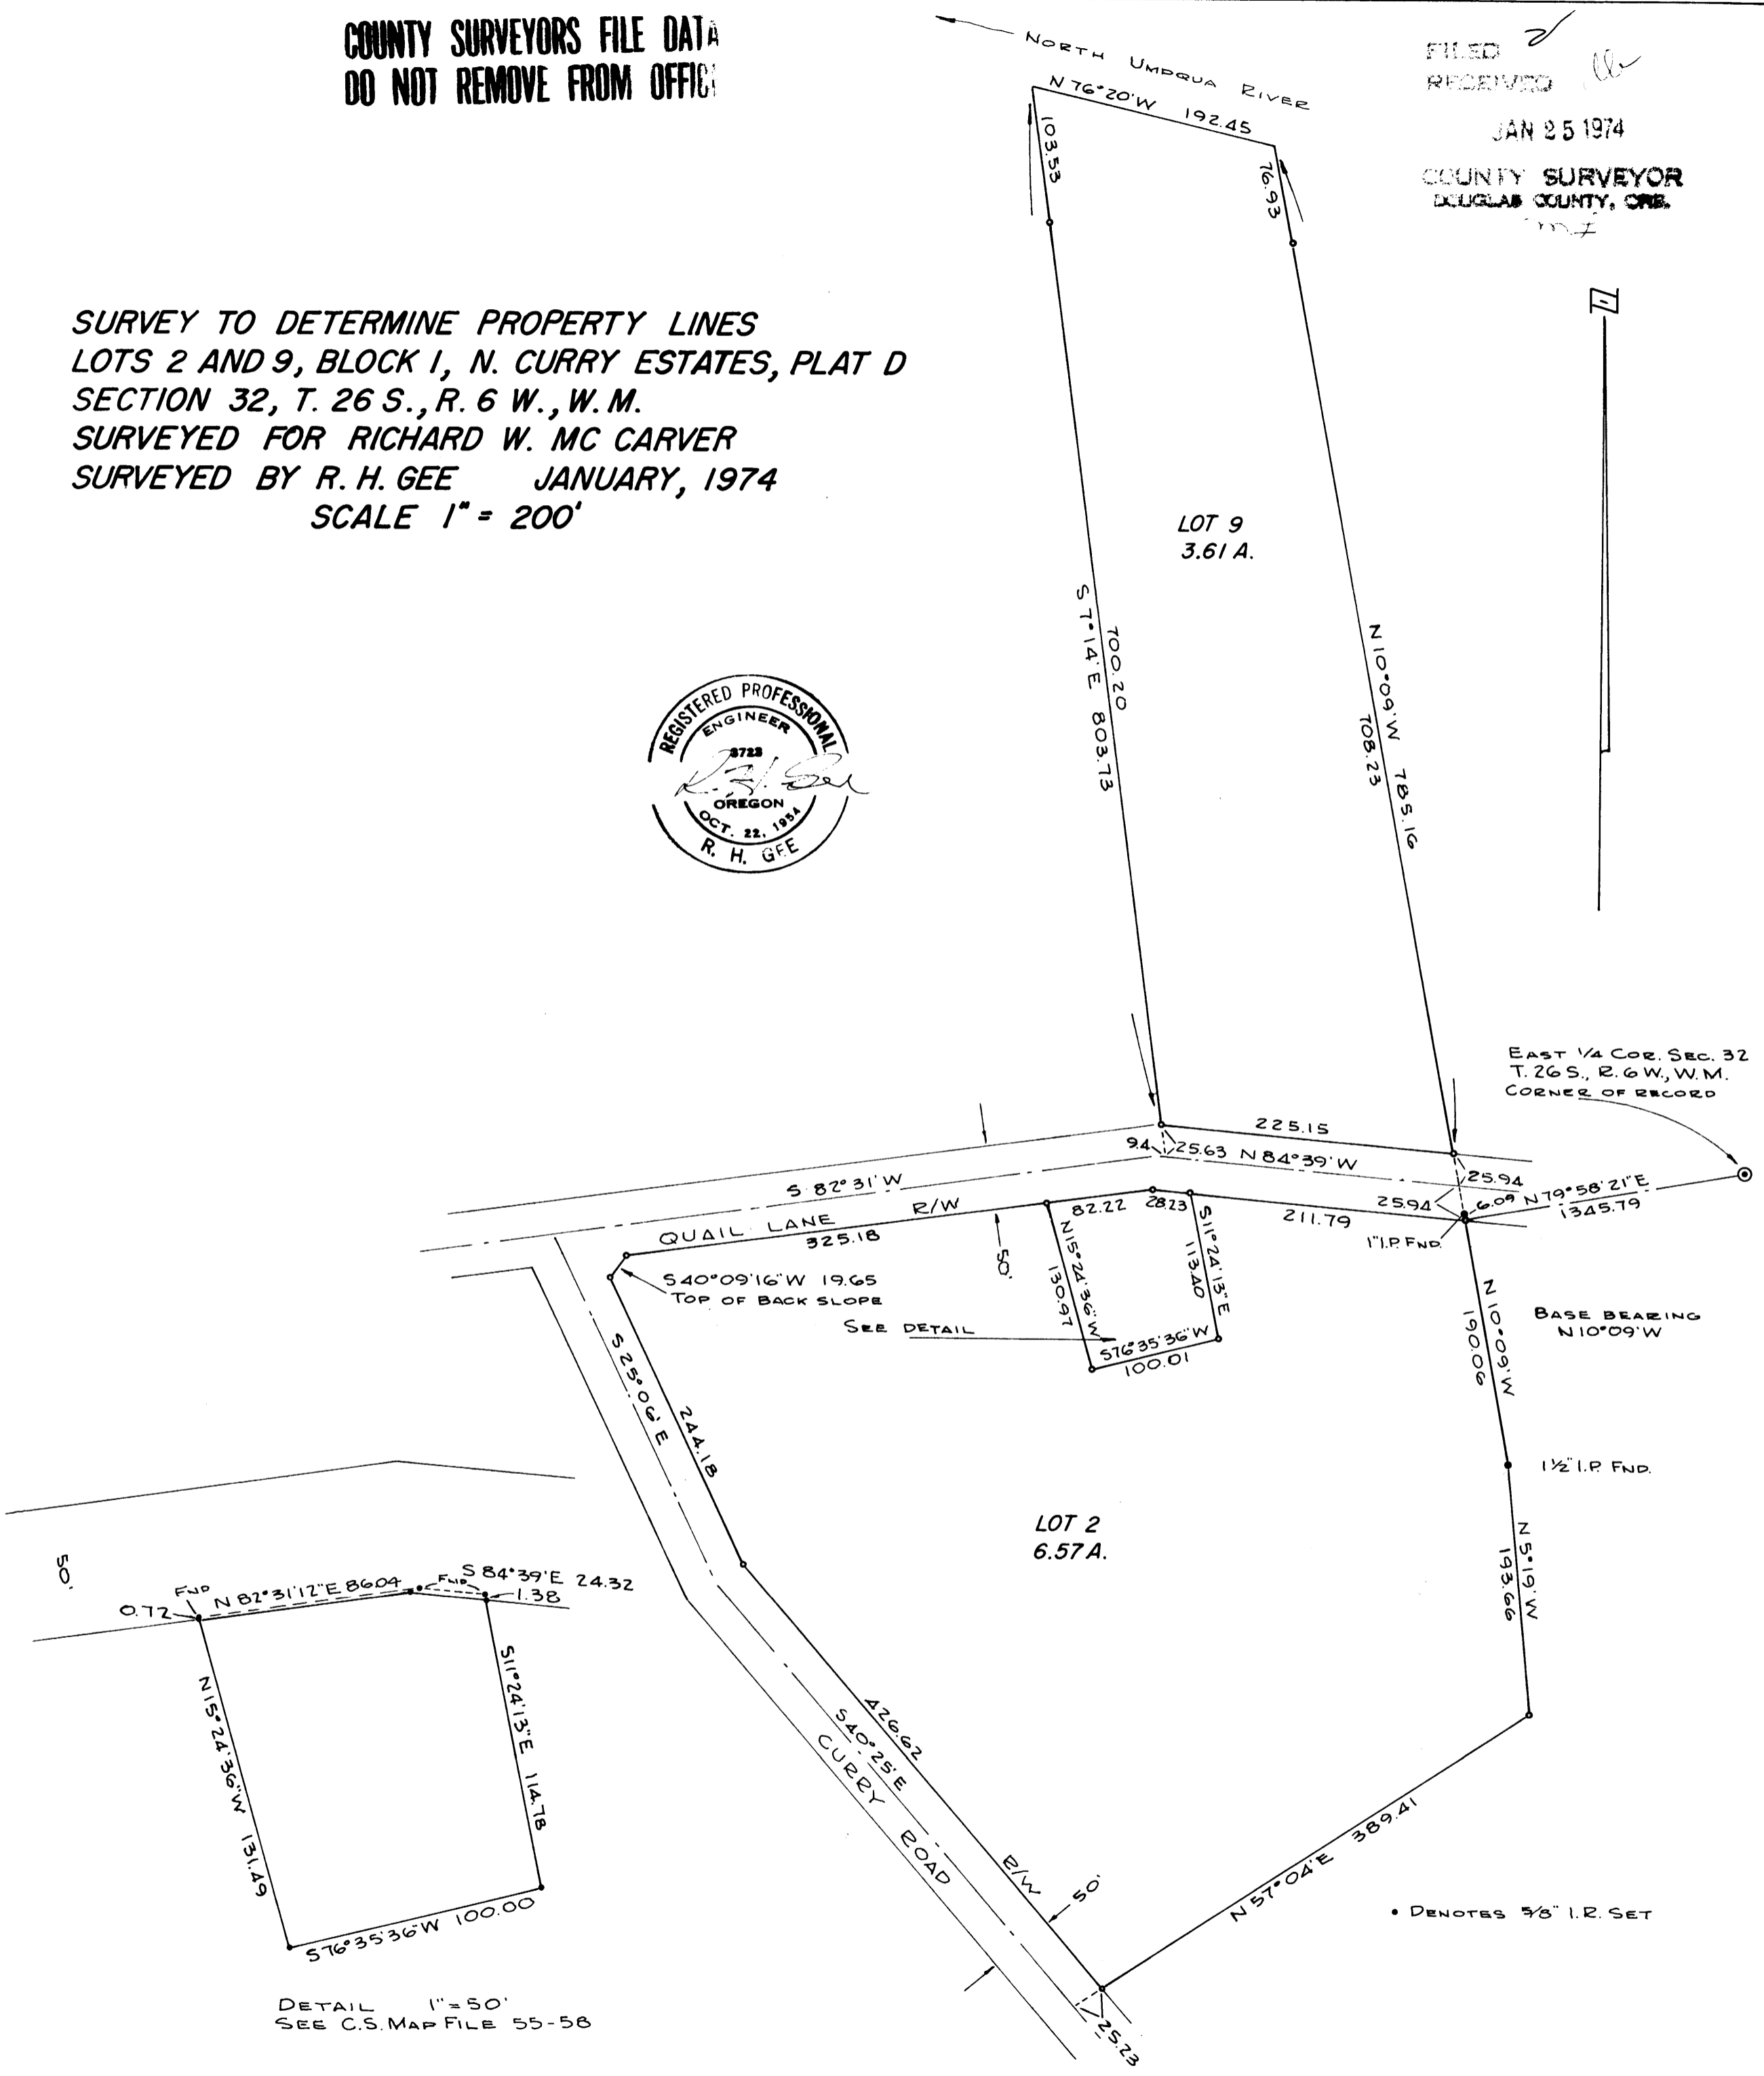 COUNTY SURVEYORS FILE DATA
DO NOT REMOVE FROM OFFIC
FILED
RECEIVED
JAN 25 1974
COUNTY SURVEYOR
DOUGLAS COUNTY, ORE.
NORTH UMPQUA RIVER
N 76°20'W 192.45
103.53
76.93
SURVEY TO DETERMINE PROPERTY LINES
LOTS 2 AND 9, BLOCK 1, N. CURRY ESTATES, PLAT D
SECTION 32, T. 26 S., R. 6 W., W. M.
SURVEYED FOR RICHARD W. MC CARVER
SURVEYED BY R. H. GEE JANUARY, 1974
SCALE 1" = 200'
N
LOT 9
3.61 A.
700.20
S 7°14'E 803.73
N 10°09'W 785.16
708.23
REGISTERED PROFESSIONAL
ENGINEER
3723
OREGON
OCT. 22, 1954
R. H. GEE
EAST 1/4 COR. SEC. 32
T. 26 S., R. 6 W., W. M.
CORNER OF RECORD
225.15
9.4
25.63 N 84°39'W
25.94
S 82°31'W
6.09 N 79°58'21"E
1345.79
R/W
82.22
28.23
25.94
211.79
1" I.P. FND.
QUAIL LANE
325.18
50'
S 40°09'16"W 19.65
TOP OF BACK SLOPE
SEE DETAIL
N15°24'36"W
130.97
S11°24'13"E
113.40
S76°35'36"W
100.01
N 10°09'W
190.06
BASE BEARING
N 10°09'W
S 25°06'E
244.18
1 1/2" I.P. FND.
LOT 2
6.57 A.
N 5°19'W
193.66
50'
FND
FND
S 84°39'E 24.32
N 82°31'12"E 86.04
0.72
1.38
N15°24'36"W 131.49
S11°24'13"E 114.78
S76°35'36"W 100.00
426.62
S 40°25'E
CURRY ROAD
R/W
50'
N 57°04'E 389.41
• DENOTES 5/8" I.R. SET
DETAIL 1" = 50'
SEE C.S. MAP FILE 55-58
25.23